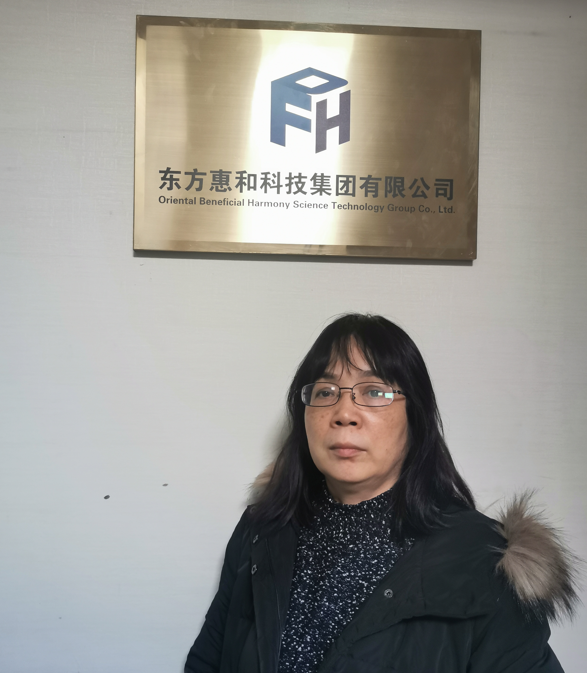 DFH
东方惠和科技集团有限公司
Oriental Beneficial Harmony Science Technology Group Co., Ltd.